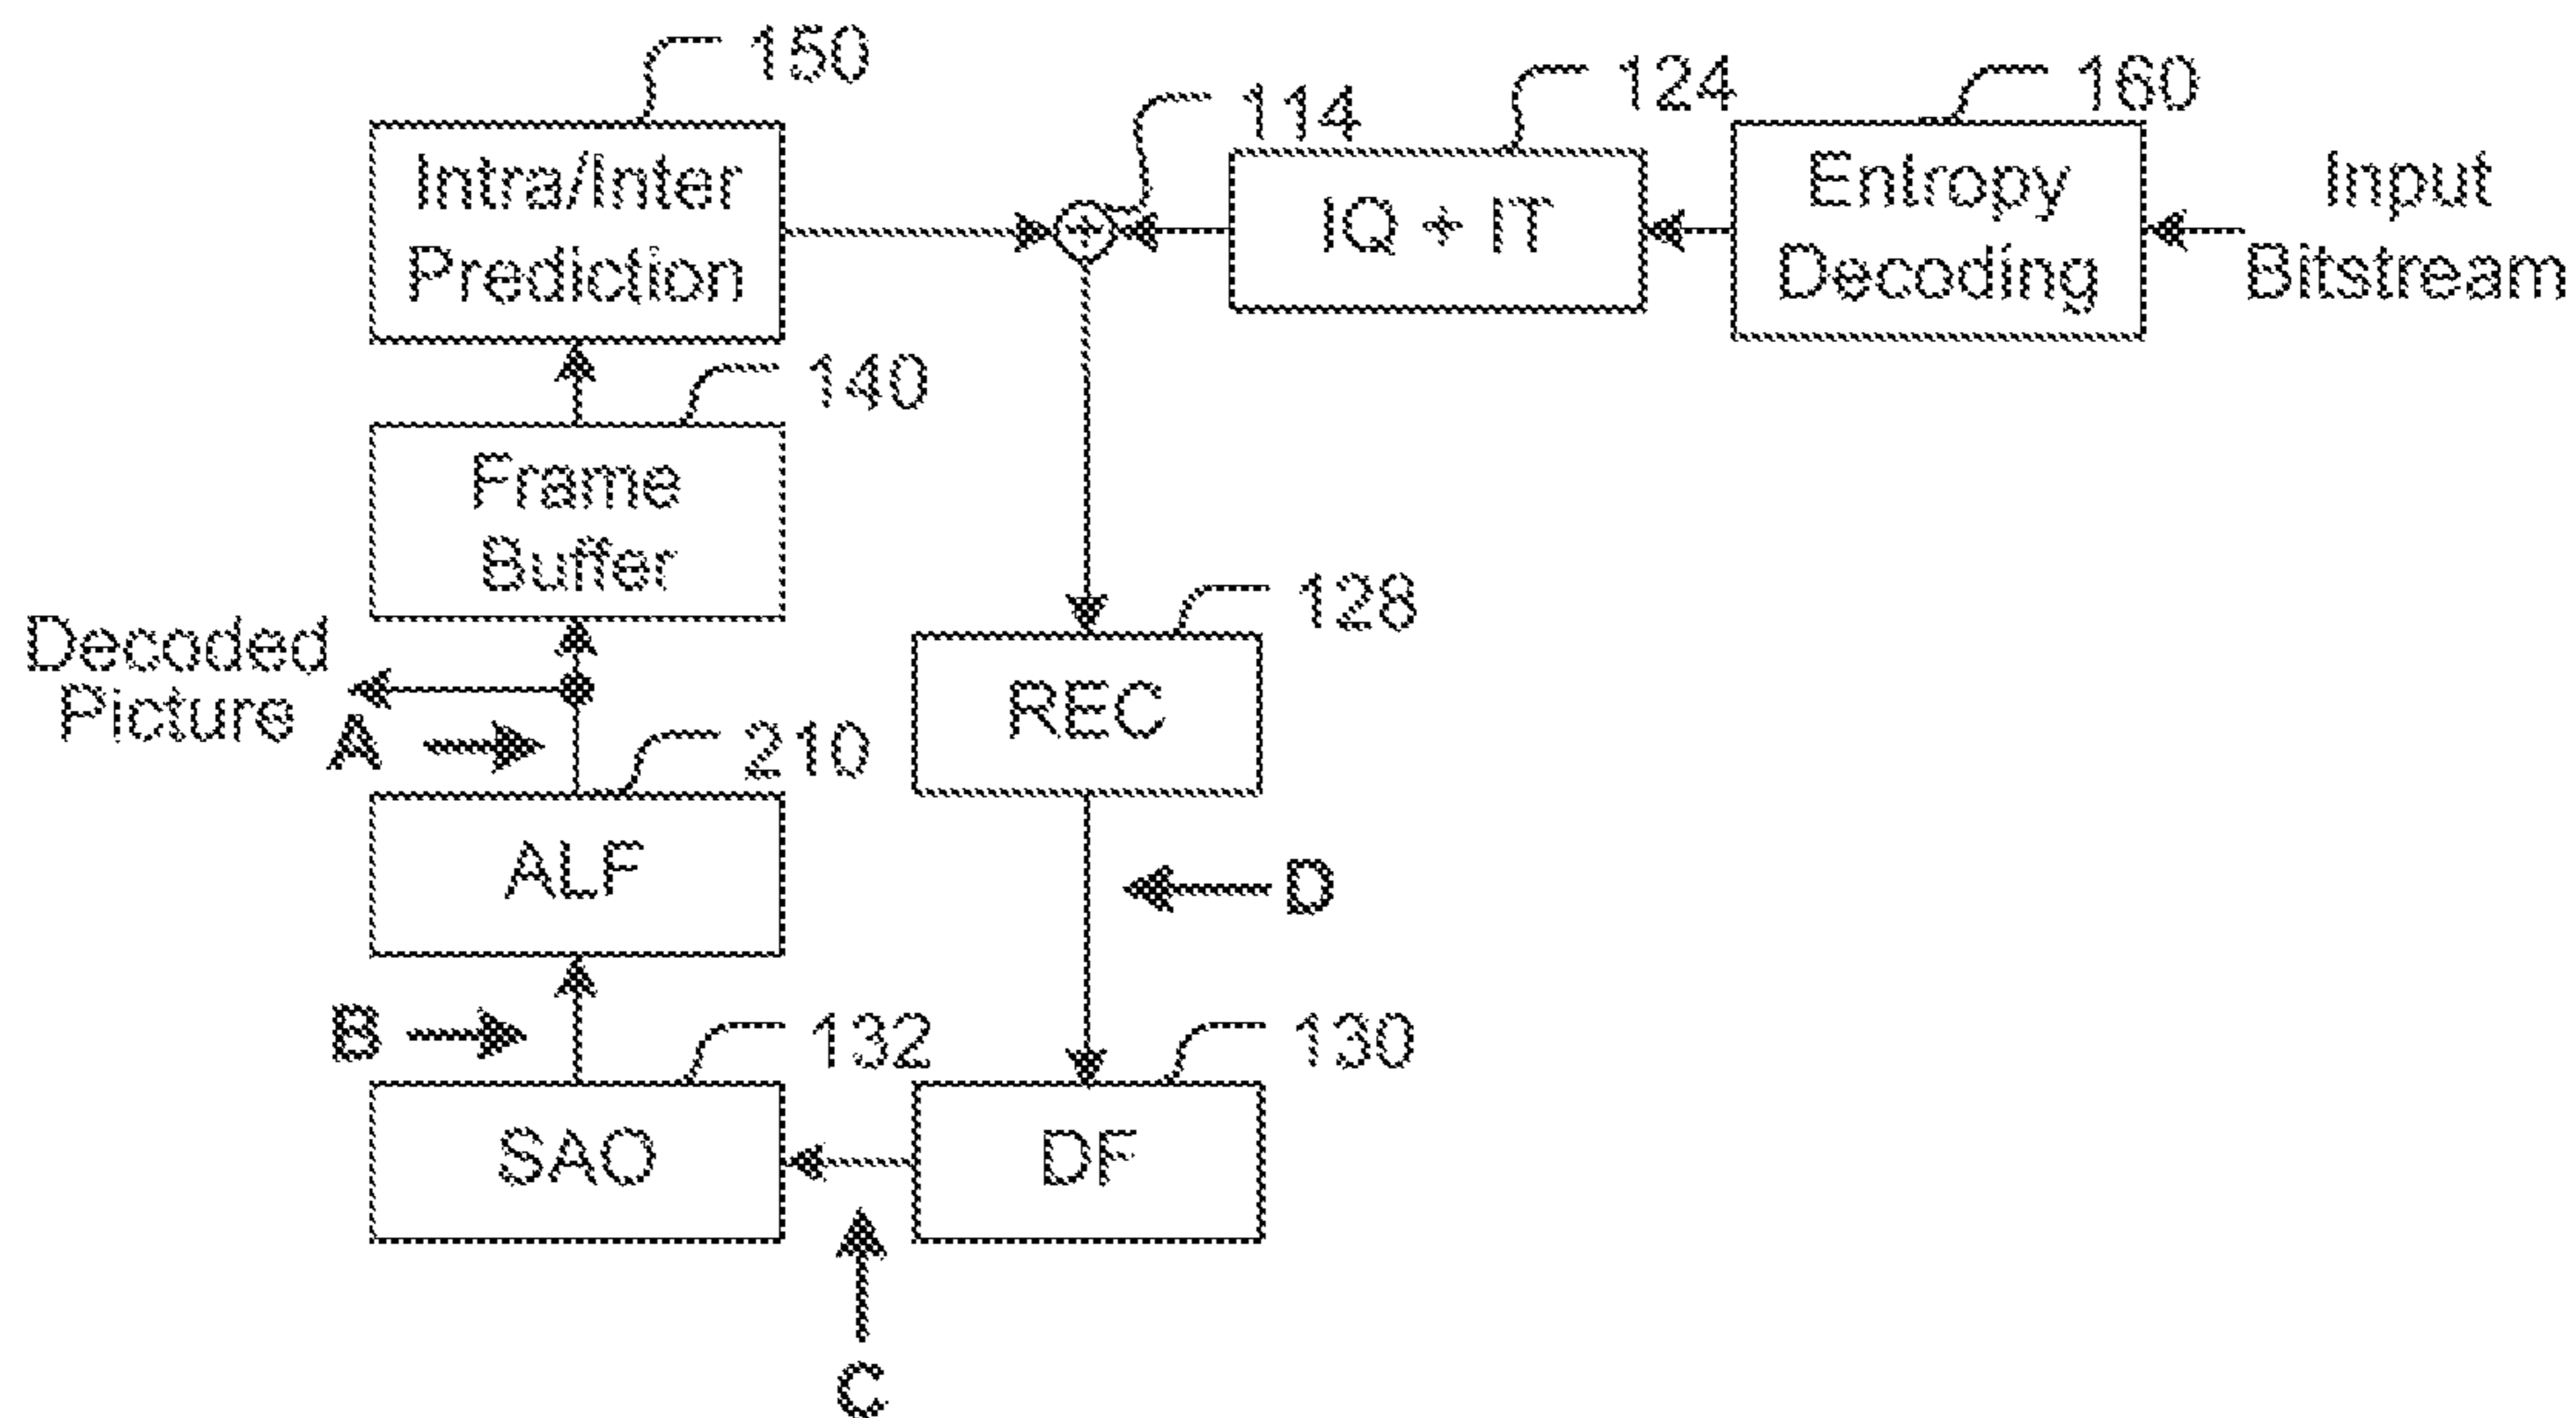 150
114
124
160
Intra/Inter
Prediction
+
IQ + IT
Entropy
Decoding
Input
Bitstream
140
Frame
Buffer
Decoded
Picture
128
REC
A
210
ALF
D
B
132
130
SAO
DF
C